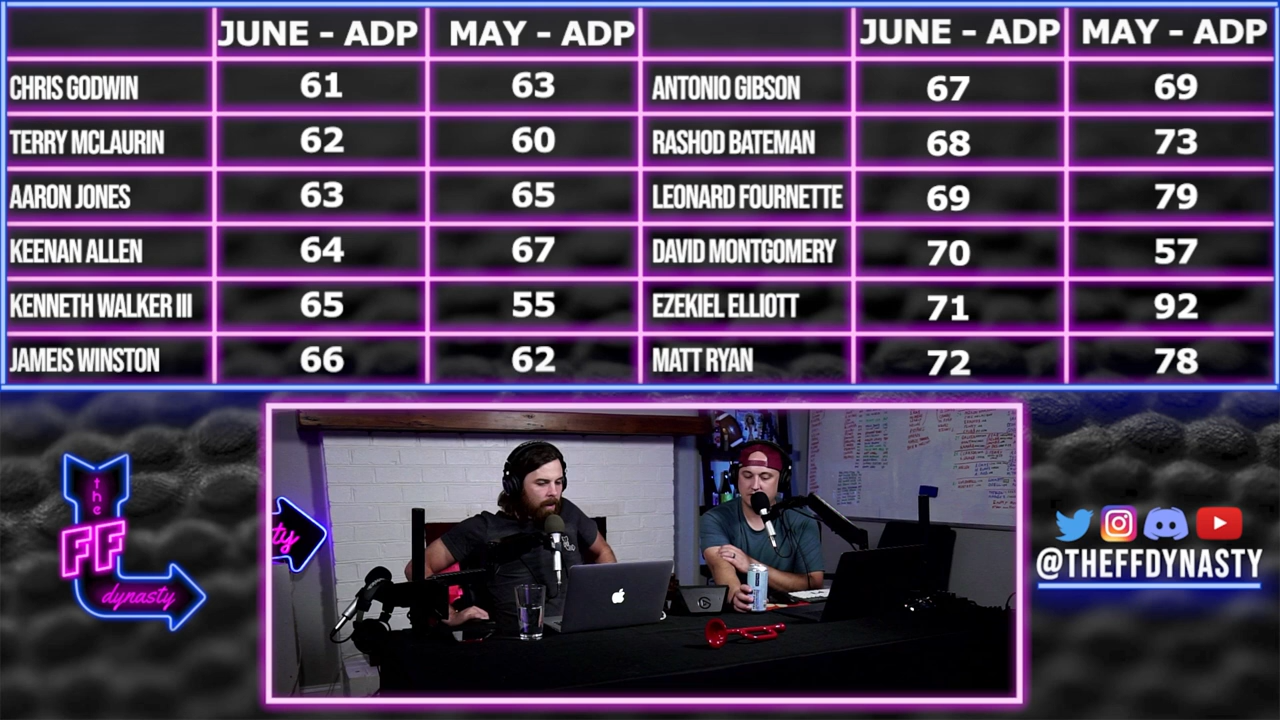 JUNE - ADP MAY - ADP JUNE - ADP MAY - ADP
CHRIS GODWIN 61 63 ANTONIO GIBSON 67 69
TERRY MCLAURIN 62 60 RASHOD BATEMAN 68 73
AARON JONES 63 65 LEONARD FOURNETTE 69 79
KEENAN ALLEN 64 67 DAVID MONTGOMERY 70 57
KENNETH WALKER III 65 55 EZEKIEL ELLIOTT 71 92
JAMEIS WINSTON 66 62 MATT RYAN 72 78
the
FF
dynasty
ty
@THEFFDYNASTY